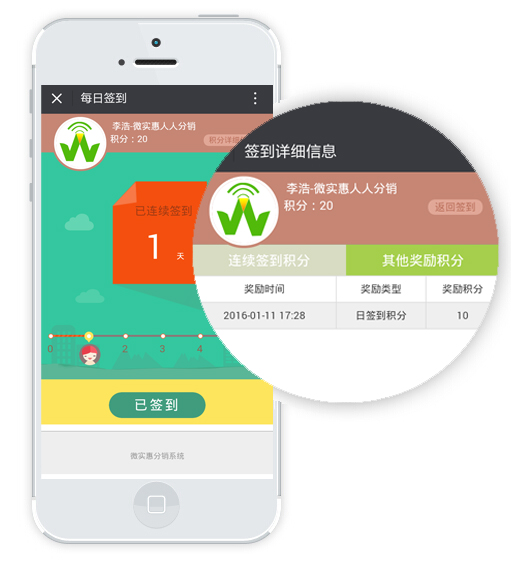 每日签到
李浩-微实惠人人分销
积分：20
积分详细
已连续签到
1 天
0 2 3 4
已签到
微实惠分销系统
签到详细信息
李浩-微实惠人人分销
积分：20
返回签到
连续签到积分 其他奖励积分
奖励时间 奖励类型 奖励积分
2016-01-11 17:28 日签到积分 10